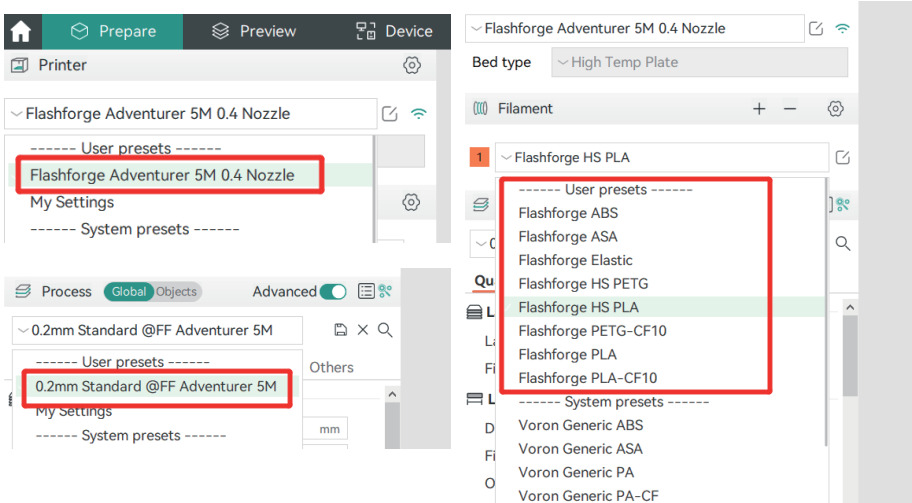 Prepare
Preview
Device
Printer
Flashforge Adventurer 5M 0.4 Nozzle
------ User presets ------
Flashforge Adventurer 5M 0.4 Nozzle
My Settings
------ System presets ------
Process Global Objects Advanced
0.2mm Standard @FF Adventurer 5M
------ User presets ------
Others
0.2mm Standard @FF Adventurer 5M
My Settings
mm
------ System presets ------
Flashforge Adventurer 5M 0.4 Nozzle
Bed type High Temp Plate
Filament
1 Flashforge HS PLA
------ User presets ------
Flashforge ABS
Flashforge ASA
Flashforge Elastic
Flashforge HS PETG
Flashforge HS PLA
Flashforge PETG-CF10
Flashforge PLA
Flashforge PLA-CF10
------ System presets ------
Voron Generic ABS
Voron Generic ASA
Voron Generic PA
Voron Generic PA-CF